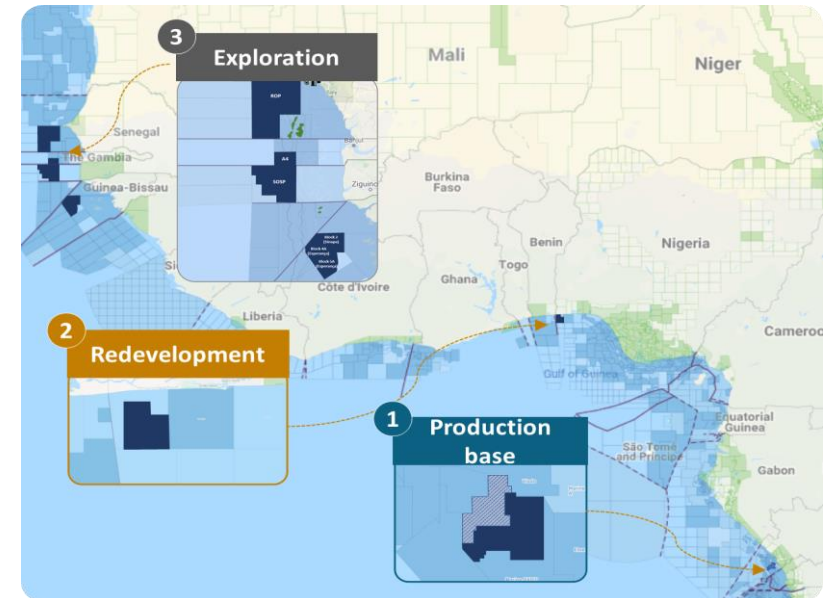 3
Exploration
Mali
Niger
ROP
Senegal
The Gambia
A4
SOSP
Guinea-Bissau
Burkina
Faso
Benin
Nigeria
Togo
Côte d'Ivoire
Ghana
Liberia
2
Redevelopment
Gulf of Guinea
1
Production
base
Equatorial
Guinea
São Tomé
and Príncipe
Gabon